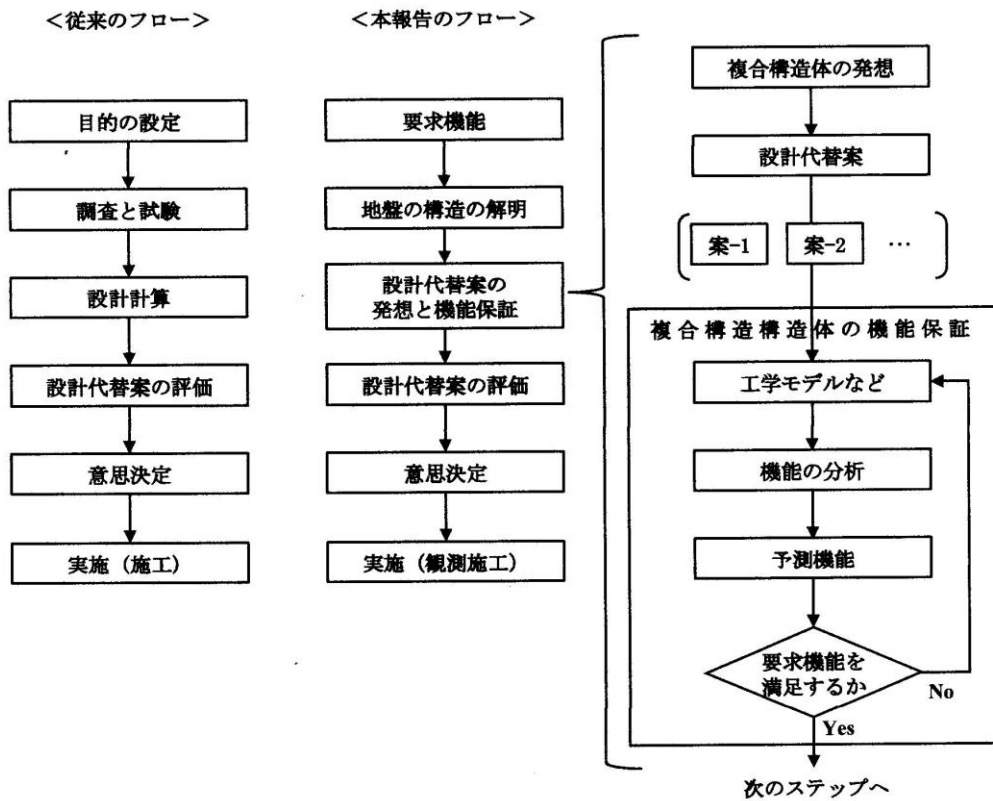 ＜従来のフロー＞
目的の設定
調査と試験
設計計算
設計代替案の評価
意思決定
実施（施工）
＜本報告のフロー＞
要求機能
地盤の構造の解明
設計代替案の
発想と機能保証
設計代替案の評価
意思決定
実施（観測施工）
複合構造体の発想
設計代替案
案-1
案-2
…
複合構造構造体の機能保証
工学モデルなど
機能の分析
予測機能
要求機能を
満足するか
No
Yes
次のステップへ